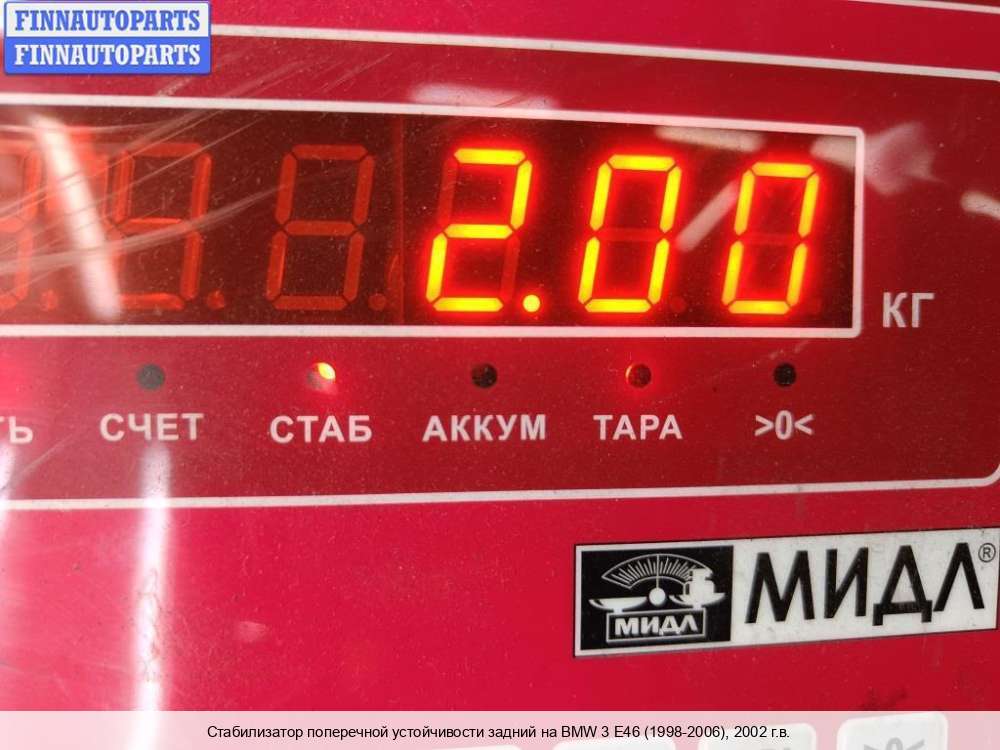 FINNAUTOPARTS
FINNAUTOPARTS
2.00
КГ
СЧЕТ СТАБ АККУМ ТАРА >0<
МИДЛ®
МИДЛ
Стабилизатор поперечной устойчивости задний на BMW 3 E46 (1998-2006), 2002 г.в.